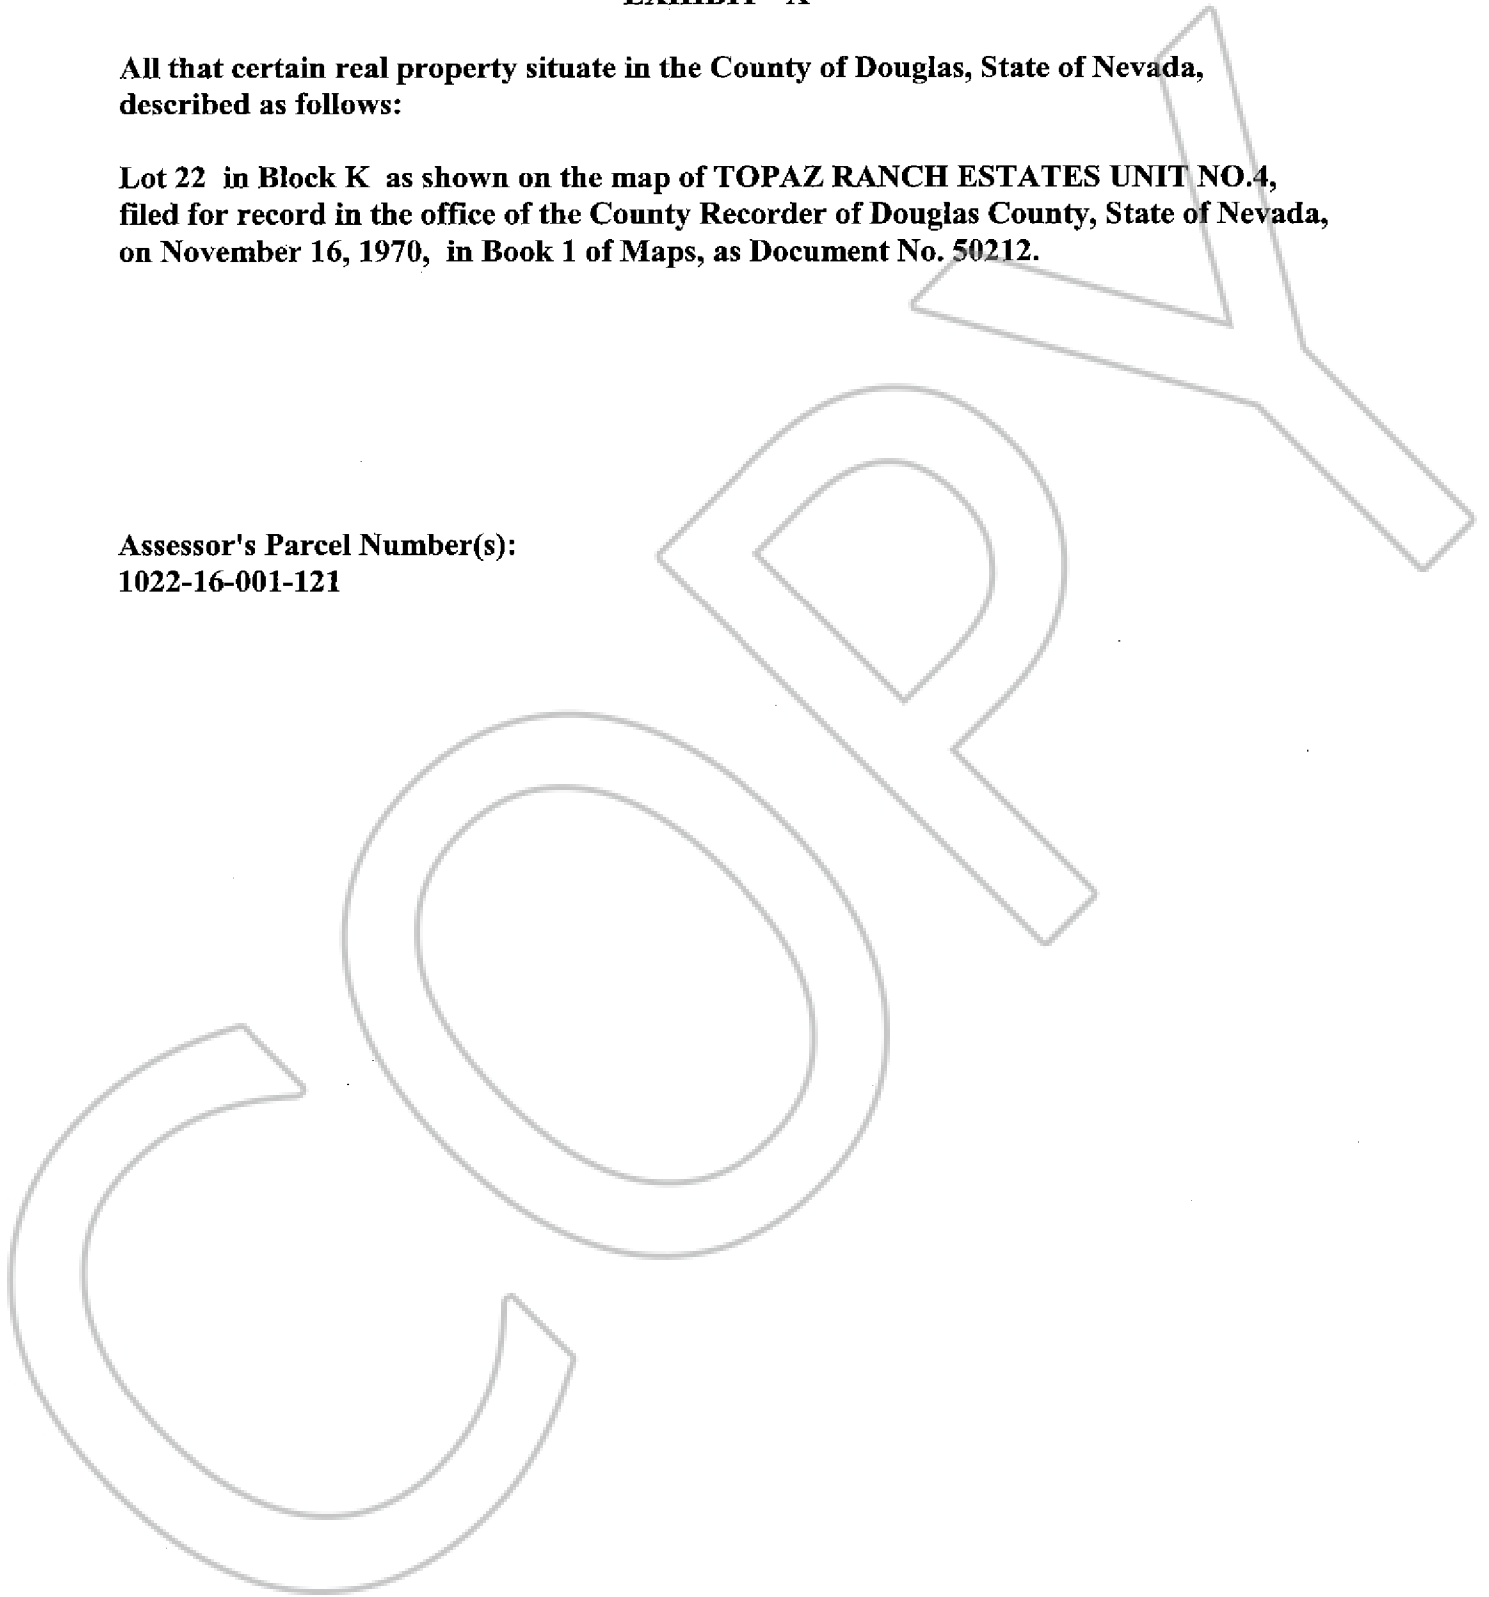 EXHIBIT "A"
All that certain real property situate in the County of Douglas, State of Nevada,
described as follows:
Lot 22 in Block K as shown on the map of TOPAZ RANCH ESTATES UNIT NO.4,
filed for record in the office of the County Recorder of Douglas County, State of Nevada,
on November 16, 1970, in Book 1 of Maps, as Document No. 50212.
Assessor's Parcel Number(s):
1022-16-001-121
COPY